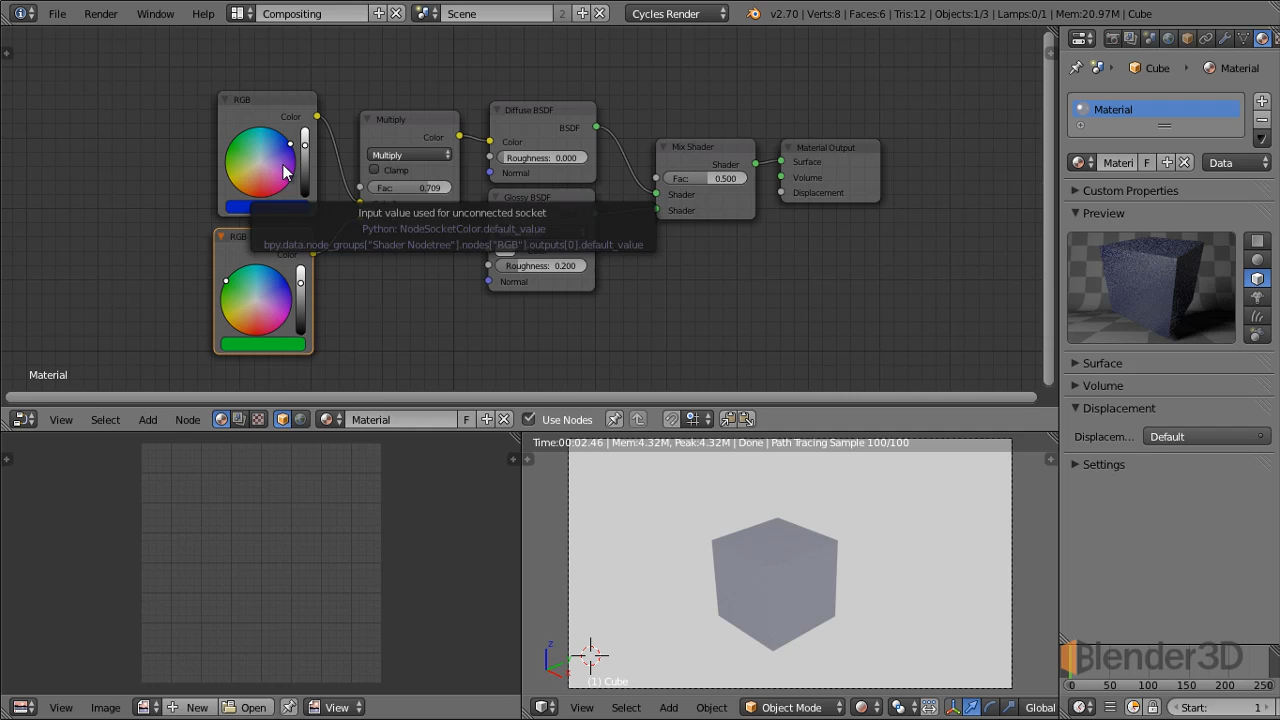 File Render Window Help Compositing Scene 2 Cycles Render v2.70 | Verts:8 | Faces:6 | Tris:12 | Objects:1/3 | Lamps:0/1 | Mem:20.97M | Cube
RGB
Color
Multiply
Color
Multiply
Clamp
Fac: 0.709
Diffuse BSDF
BSDF
Color
Roughness: 0.000
Normal
Glossy BSDF
Mix Shader
Shader
Fac: 0.500
Shader
Shader
Material Output
Surface
Volume
Displacement
Input value used for unconnected socket
Python: NodeSocketColor.default_value
bpy.data.node_groups["Shader Nodetree"].nodes["RGB"].outputs[0].default_value
RGB
Color
Roughness: 0.200
Normal
Material
View Select Add Node Material F Use Nodes
Cube Material
Material
Materi F Data
Custom Properties
Preview
Surface
Volume
Displacement
Displacem... Default
Settings
Time:00:02.46 | Mem:4.32M, Peak:4.32M | Done | Path Tracing Sample 100/100
z
(1) Cube
Blender3D
0 50 100 150 200 250
View Image New Open View
View Select Add Object Object Mode Global
Start: 1